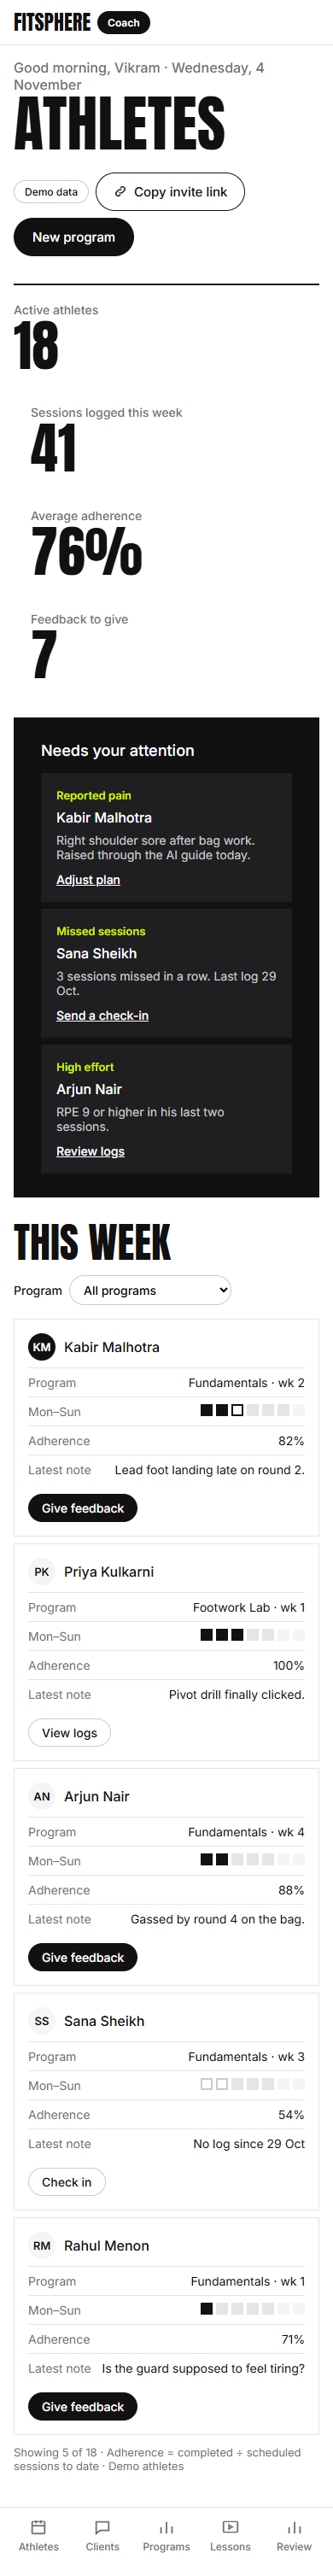 FITSPHERE Coach
Good morning, Vikram · Wednesday, 4
November
ATHLETES
Demo data
Copy invite link
New program
Active athletes
18
Sessions logged this week
41
Average adherence
76%
Feedback to give
7
Needs your attention
Reported pain
Kabir Malhotra
Right shoulder sore after bag work.
Raised through the AI guide today.
Adjust plan
Missed sessions
Sana Sheikh
3 sessions missed in a row. Last log 29
Oct.
Send a check-in
High effort
Arjun Nair
RPE 9 or higher in his last two
sessions.
Review logs
THIS WEEK
Program All programs
KM Kabir Malhotra
Program Fundamentals · wk 2
Mon–Sun
Adherence 82%
Latest note Lead foot landing late on round 2.
Give feedback
PK Priya Kulkarni
Program Footwork Lab · wk 1
Mon–Sun
Adherence 100%
Latest note Pivot drill finally clicked.
View logs
AN Arjun Nair
Program Fundamentals · wk 4
Mon–Sun
Adherence 88%
Latest note Gassed by round 4 on the bag.
Give feedback
SS Sana Sheikh
Program Fundamentals · wk 3
Mon–Sun
Adherence 54%
Latest note No log since 29 Oct
Check in
RM Rahul Menon
Program Fundamentals · wk 1
Mon–Sun
Adherence 71%
Latest note Is the guard supposed to feel tiring?
Give feedback
Showing 5 of 18 · Adherence = completed ÷ scheduled
sessions to date · Demo athletes
Athletes Clients Programs Lessons Review